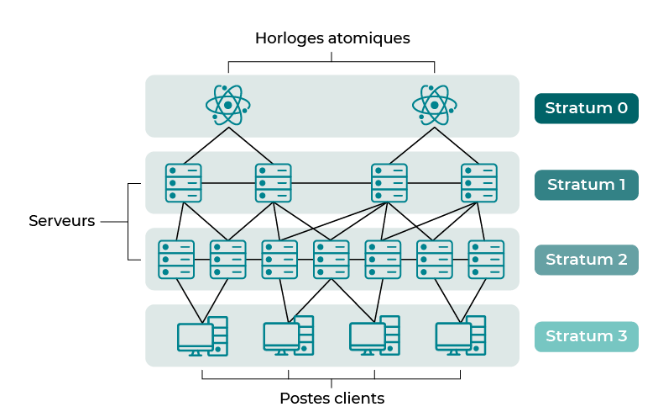 Horloges atomiques
Stratum 0
Stratum 1
Serveurs
Stratum 2
Stratum 3
Postes clients